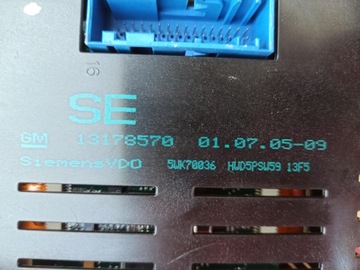 16
SE
GM 13178570 01.07.05-09
SiemensVDO 5WK70036 HWD5PSW59 13F5